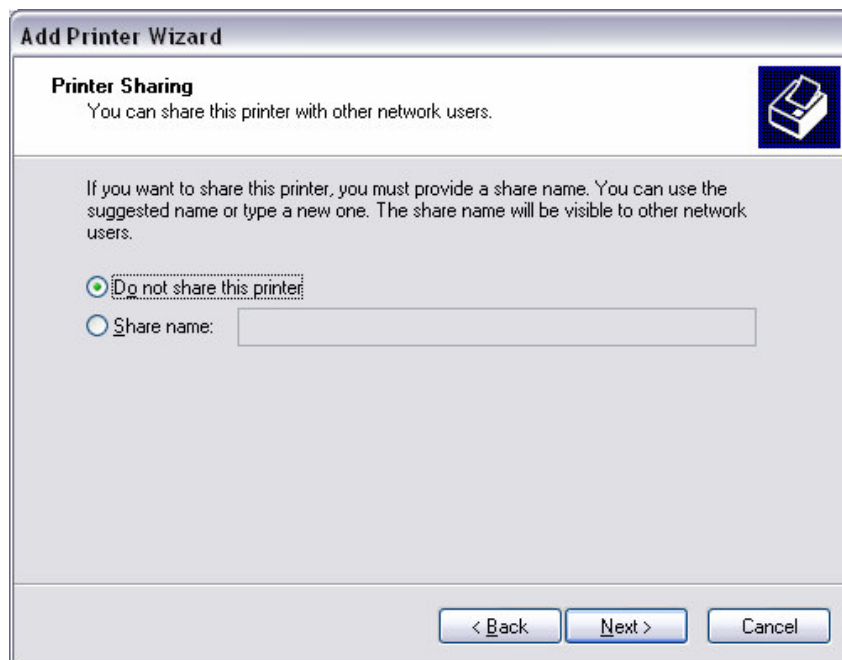 Add Printer Wizard
Printer Sharing
You can share this printer with other network users.
If you want to share this printer, you must provide a share name. You can use the
suggested name or type a new one. The share name will be visible to other network
users.
Do not share this printer
Share name:
< Back
Next >
Cancel